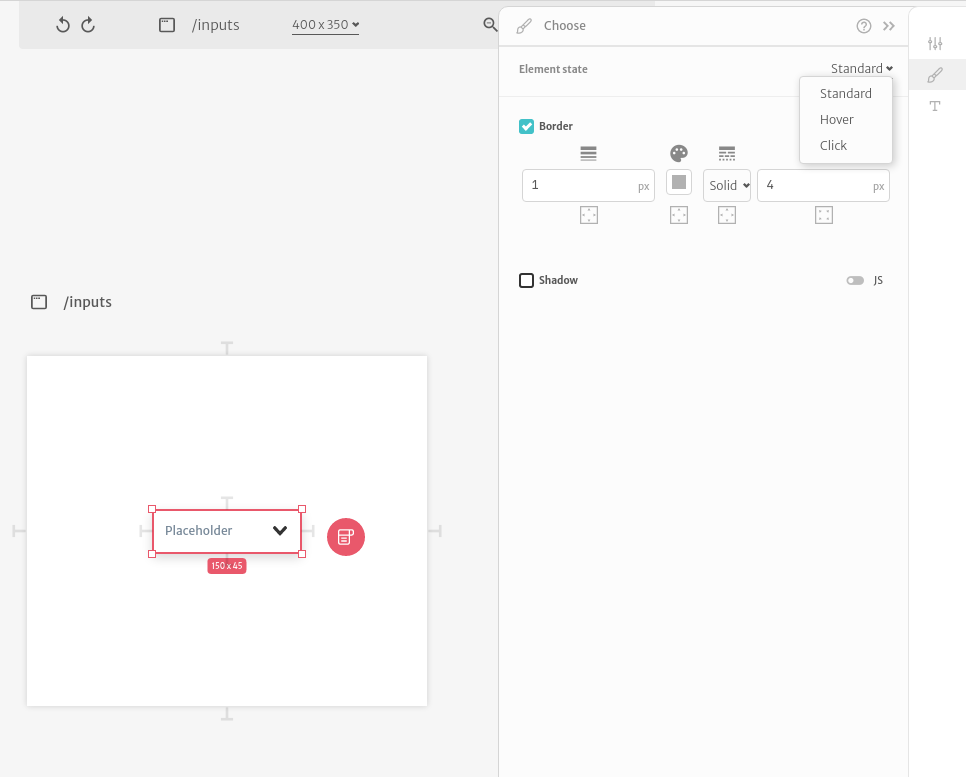 /inputs
400 x 350
Choose
Element state
Standard
Standard
Hover
Click
Border
1 px
Solid
4 px
Shadow
JS
T
/inputs
Placeholder
150 x 45